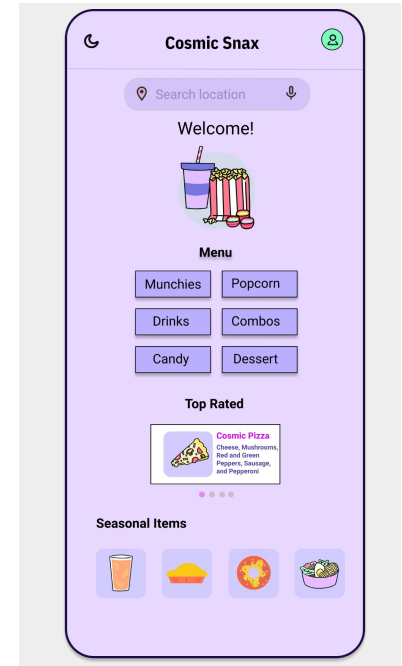 Cosmic Snax
Search location
Welcome!
Menu
Munchies
Popcorn
Drinks
Combos
Candy
Dessert
Top Rated
Cosmic Pizza
Cheese, Mushrooms,
Red and Green
Peppers, Sausage,
and Pepperoni
Seasonal Items